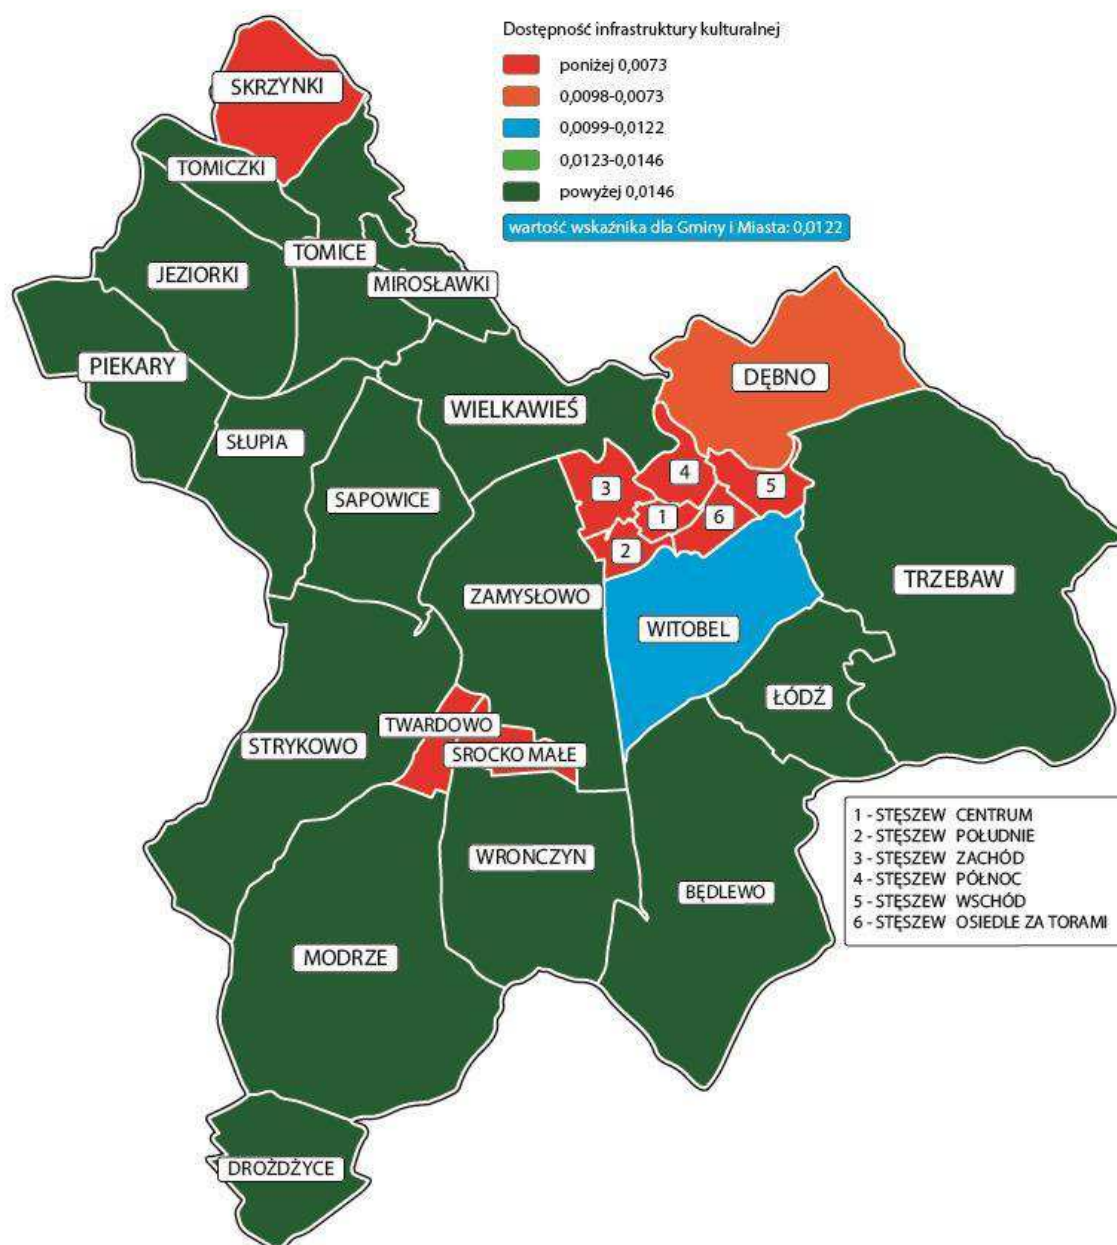 Dostępność infrastruktury kulturalnej
poniżej 0,0073
0,0098-0,0073
0,0099-0,0122
0,0123-0,0146
powyżej 0,0146
wartość wskaźnika dla Gminy i Miasta: 0,0122
SKRZYNKI
TOMICZKI
TOMICE
JEZIORKI
MIROSŁAWKI
PIEKARY
DĘBNO
WIELKAWIEŚ
SŁUPIA
SAPOWICE
4
3
5
1
6
2
TRZEBAW
ZAMYSŁOWO
WITOBEL
ŁÓDŹ
TWARDOWO
STRYKOWO
SROCKO MAŁE
WRONCZYN
BĘDLEWO
MODRZE
DROŻDŻYCE
1 - STĘSZEW CENTRUM
2 - STĘSZEW POŁUDNIE
3 - STĘSZEW ZACHÓD
4 - STĘSZEW PÓŁNOC
5 - STĘSZEW WSCHÓD
6 - STĘSZEW OSIEDLE ZA TORAMI